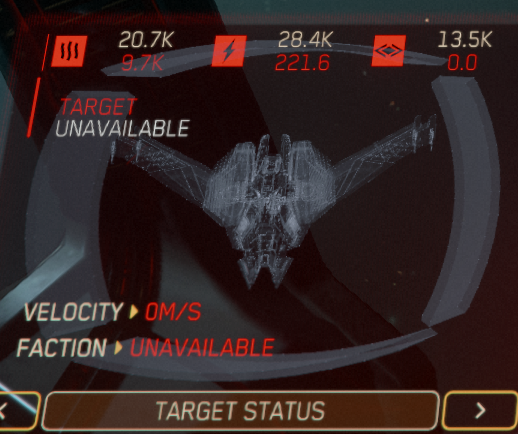 20.7K 28.4K 13.5K
9.7K 221.6 0.0
TARGET
UNAVAILABLE
VELOCITY 0M/S
FACTION UNAVAILABLE
< TARGET STATUS >